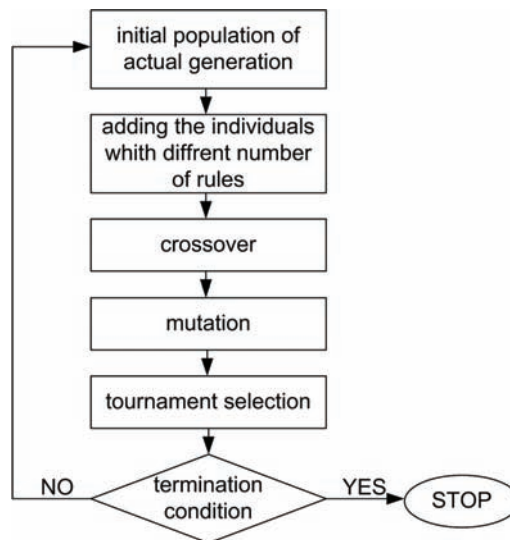 initial population of
actual generation
adding the individuals
whith diffrent number
of rules
crossover
mutation
tournament selection
termination
condition
NO
YES
STOP